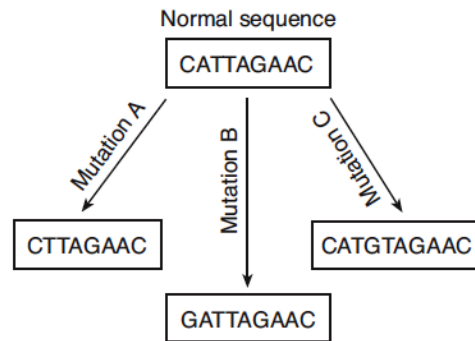 Normal sequence
CATTAGAAC
Mutation A
Mutation B
Mutation C
CTTAGAAC
CATGTAGAAC
GATTAGAAC